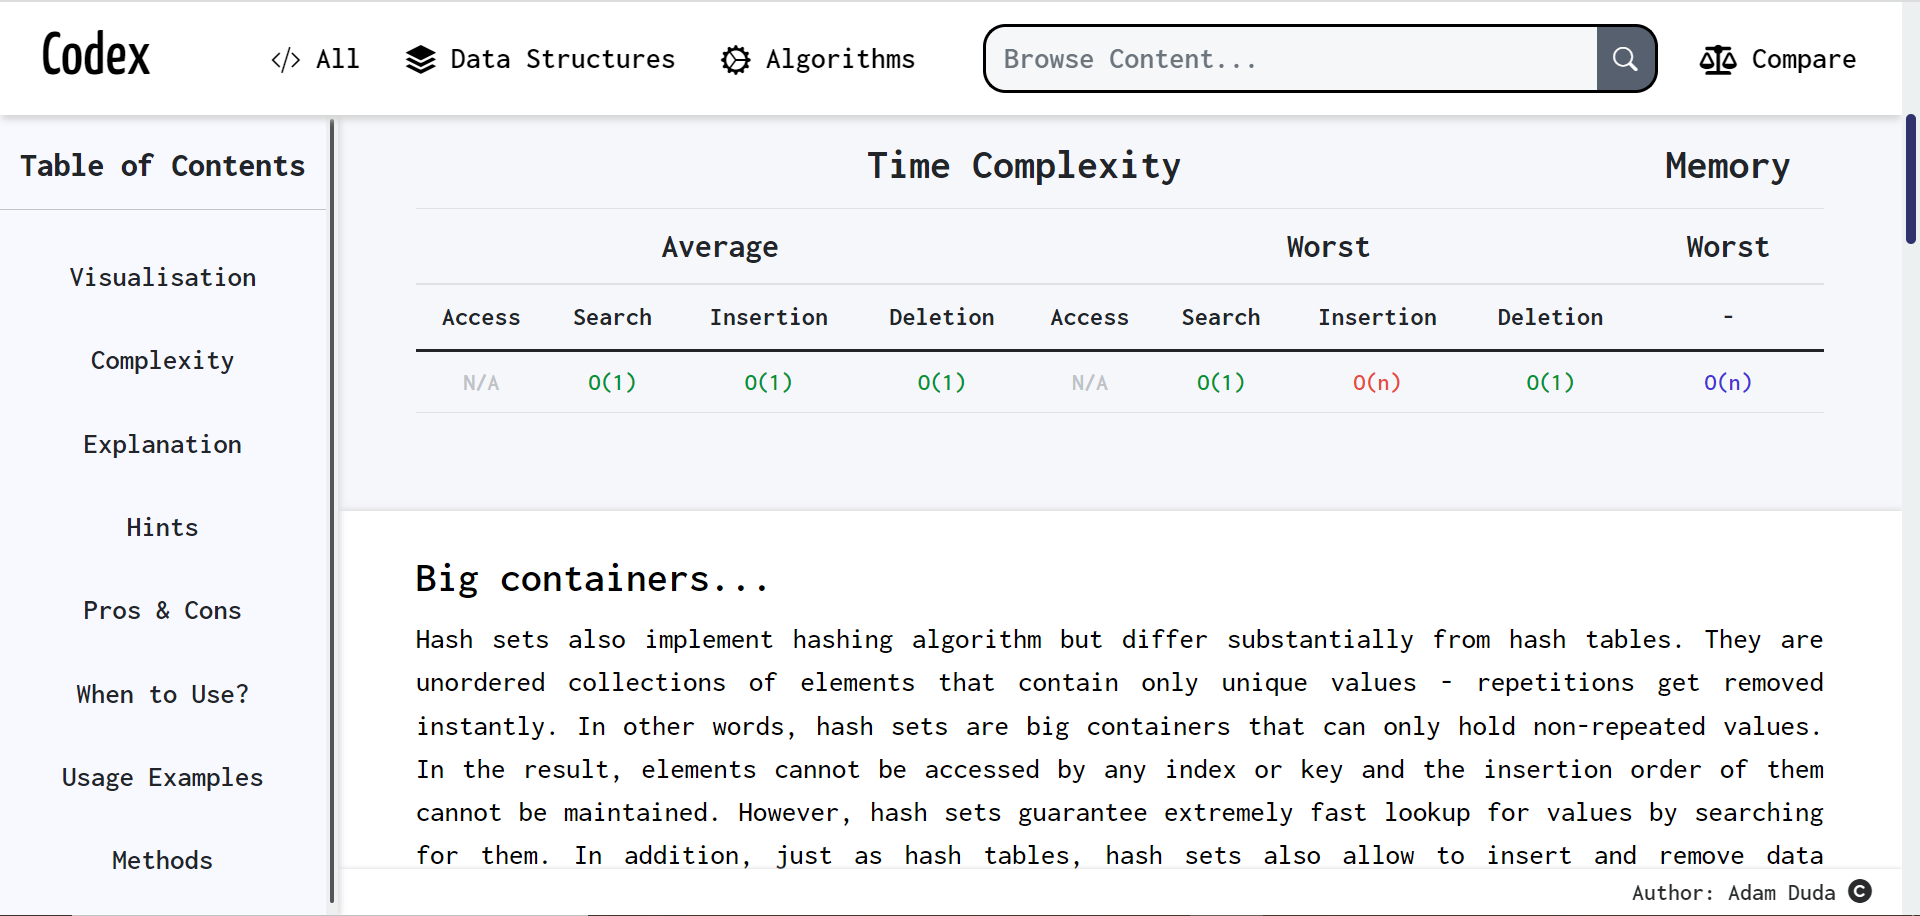 Codex
</> All
Data Structures
Algorithms
Browse Content...
Compare
Table of Contents
Visualisation
Complexity
Explanation
Hints
Pros & Cons
When to Use?
Usage Examples
Methods
Time Complexity Memory
Average Worst Worst
Access Search Insertion Deletion Access Search Insertion Deletion -
N/A O(1) O(1) O(1) N/A O(1) O(n) O(1) O(n)
Big containers...
Hash sets also implement hashing algorithm but differ substantially from hash tables. They are
unordered collections of elements that contain only unique values - repetitions get removed
instantly. In other words, hash sets are big containers that can only hold non-repeated values.
In the result, elements cannot be accessed by any index or key and the insertion order of them
cannot be maintained. However, hash sets guarantee extremely fast lookup for values by searching
for them. In addition, just as hash tables, hash sets also allow to insert and remove data
Author: Adam Duda ©